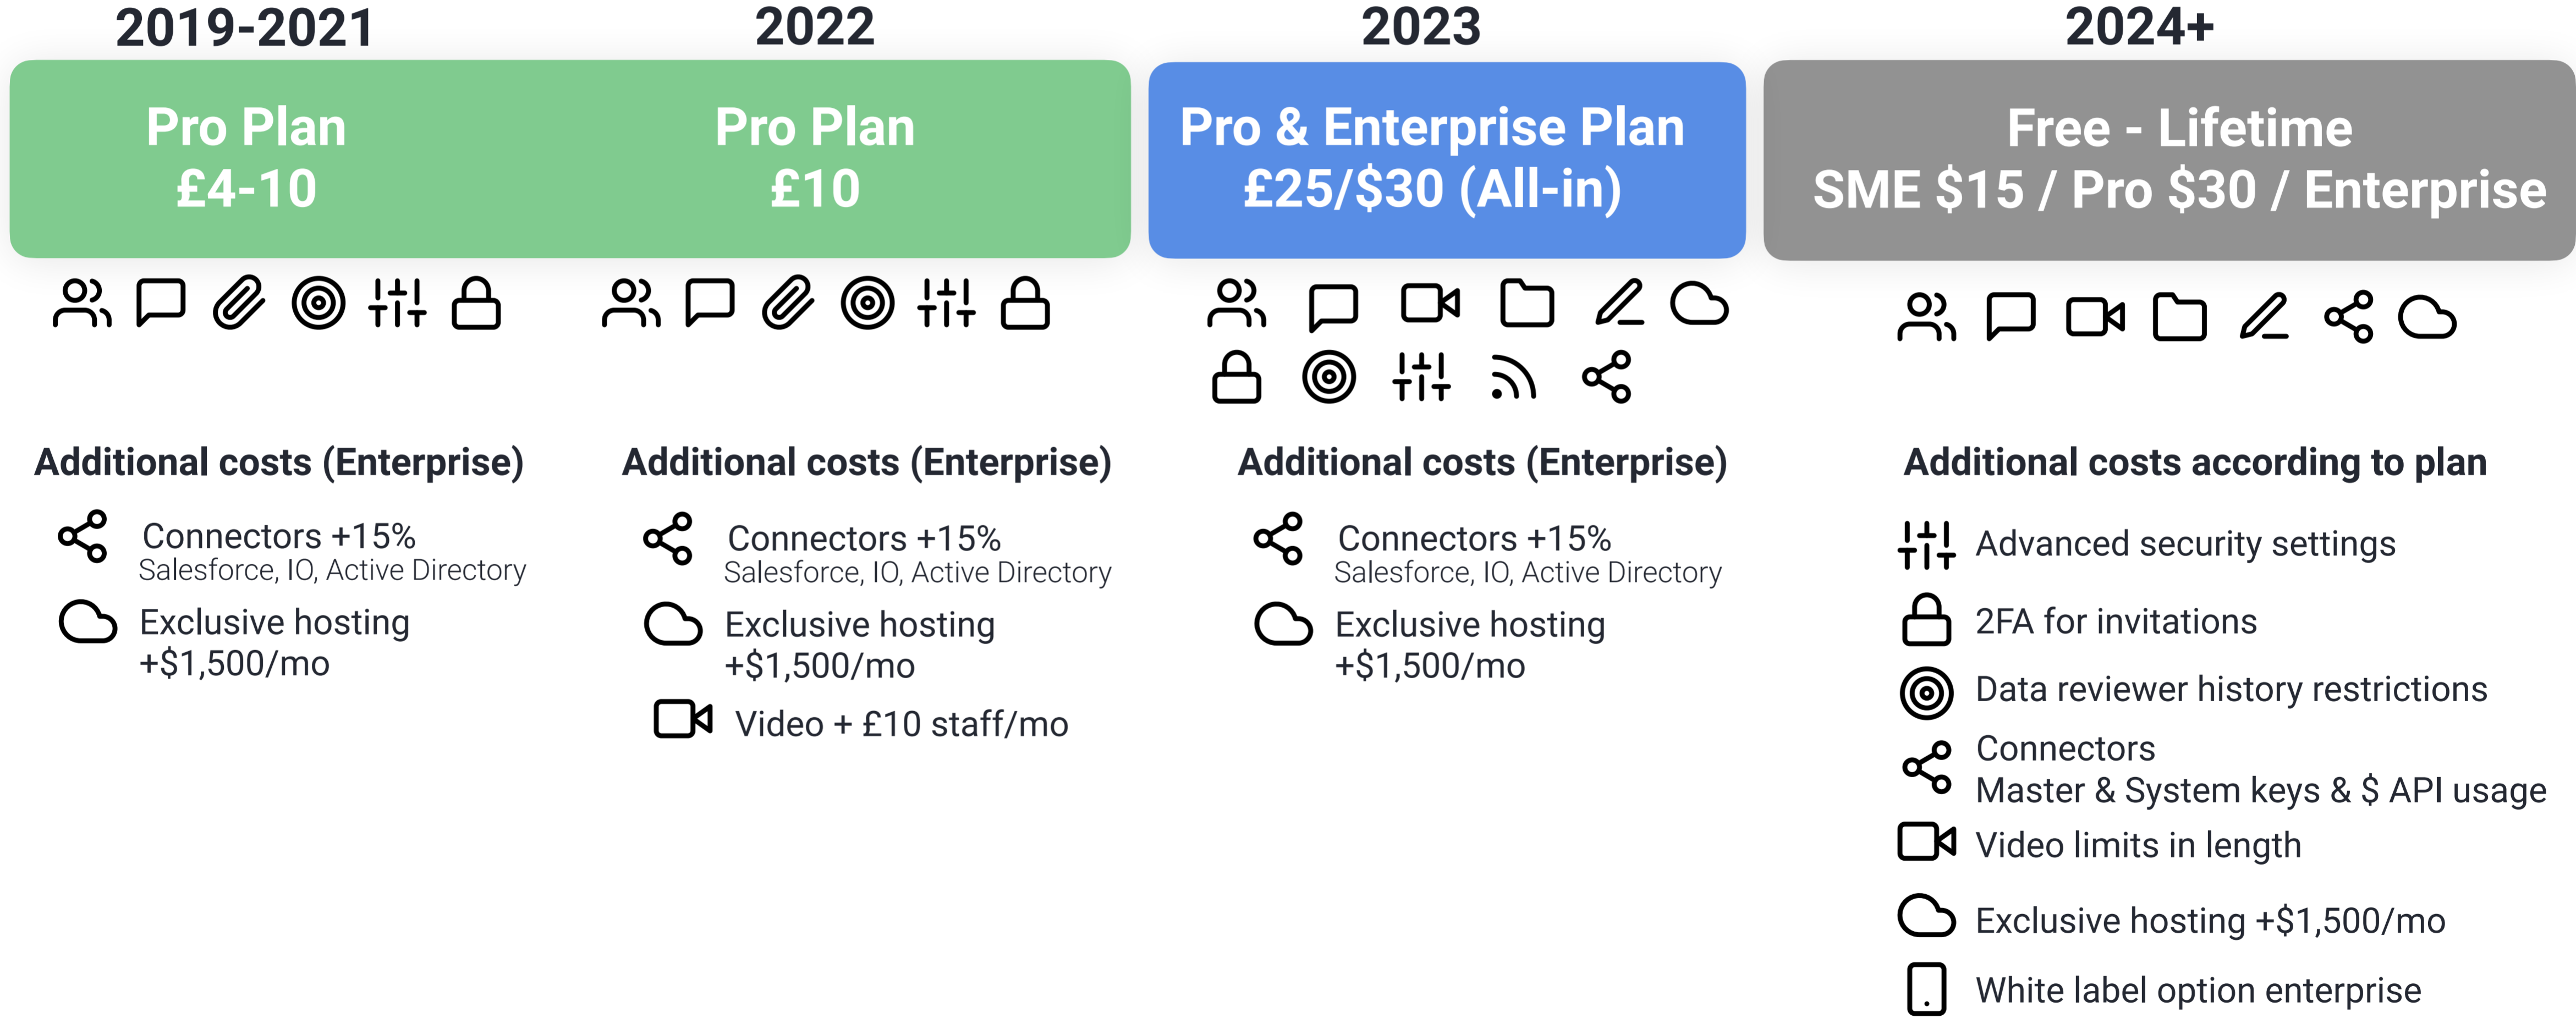 2019-2021
Pro Plan
£4-10
Additional costs (Enterprise)
Connectors +15%
Salesforce, IO, Active Directory
Exclusive hosting
+$1,500/mo
2022
Pro Plan
£10
Additional costs (Enterprise)
Connectors +15%
Salesforce, IO, Active Directory
Exclusive hosting
+$1,500/mo
Video + £10 staff/mo
2023
Pro & Enterprise Plan
£25/$30 (All-in)
Additional costs (Enterprise)
Connectors +15%
Salesforce, IO, Active Directory
Exclusive hosting
+$1,500/mo
2024+
Free - Lifetime
SME $15 / Pro $30 / Enterprise
Additional costs according to plan
Advanced security settings
2FA for invitations
Data reviewer history restrictions
Connectors
Master & System keys & $ API usage
Video limits in length
Exclusive hosting +$1,500/mo
White label option enterprise